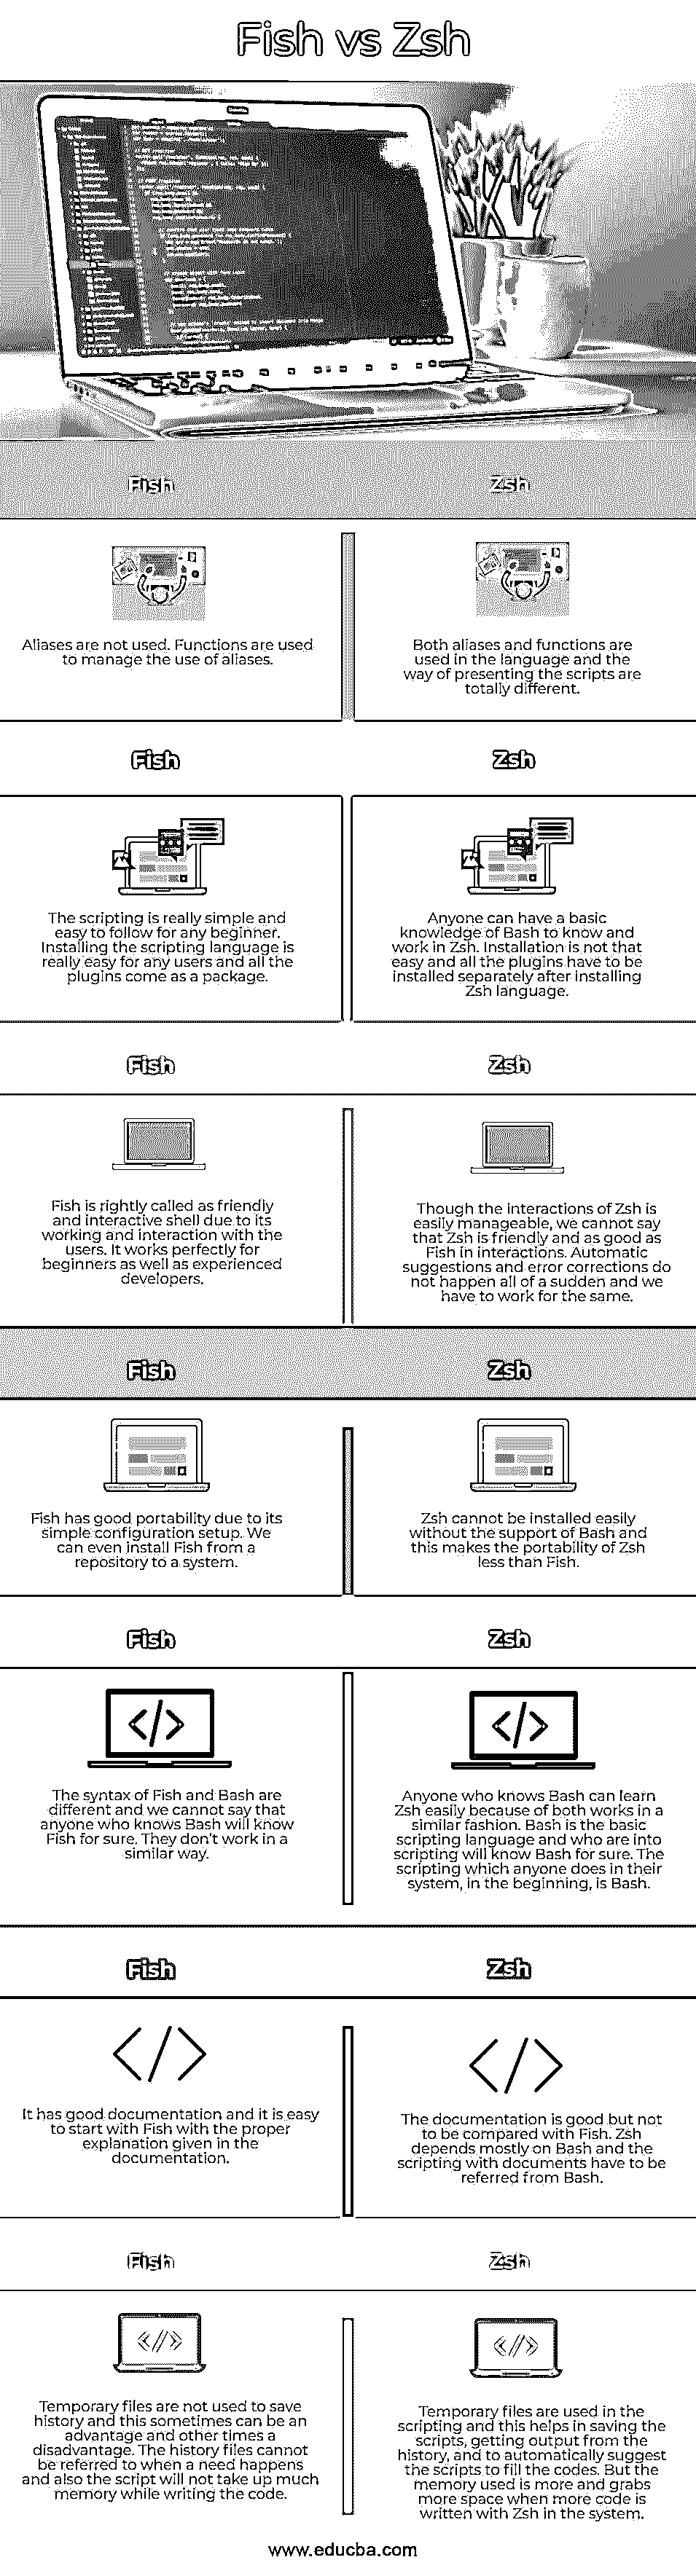 Fish vs Zsh
Fish
Zsh
Aliases are not used. Functions are used
to manage the use of aliases.
Both aliases and functions are
used in the language and the
way of presenting the scripts are
totally different.
Fish
Zsh
The scripting is really simple and
easy to follow for any beginner.
Installing the scripting language is
really easy for any users and all the
plugins come as a package.
Anyone can have a basic
knowledge of Bash to know and
work in Zsh. Installation is not that
easy and all the plugins have to be
installed separately after installing
Zsh language.
Fish
Zsh
Fish is rightly called as friendly
and interactive shell due to its
working and interaction with the
users. It works perfectly for
beginners as well as experienced
developers.
Though the interactions of Zsh is
easily manageable, we cannot say
that Zsh is friendly and as good as
Fish in interactions. Automatic
suggestions and error corrections do
not happen all of a sudden and we
have to work for the same.
Fish
Zsh
Fish has good portability due to its
simple configuration setup. We
can even install Fish from a
repository to a system.
Zsh cannot be installed easily
without the support of Bash and
this makes the portability of Zsh
less than Fish.
Fish
Zsh
The syntax of Fish and Bash are
different and we cannot say that
anyone who knows Bash will know
Fish for sure. They don't work in a
similar way.
Anyone who knows Bash can learn
Zsh easily because of both works in a
similar fashion. Bash is the basic
scripting language and who are into
scripting will know Bash for sure. The
scripting which anyone does in their
system, in the beginning, is Bash.
Fish
Zsh
It has good documentation and it is easy
to start with Fish with the proper
explanation given in the
documentation.
The documentation is good but not
to be compared with Fish. Zsh
depends mostly on Bash and the
scripting with documents have to be
referred from Bash.
Fish
Zsh
Temporary files are not used to save
history and this sometimes can be an
advantage and other times a
disadvantage. The history files cannot
be referred to when a need happens
and also the script will not take up much
memory while writing the code.
Temporary files are used in the
scripting and this helps in saving the
scripts, getting output from the
history, and to automatically suggest
the scripts to fill the codes. But the
memory used is more and grabs
more space when more code is
written with Zsh in the system.
www.educba.com